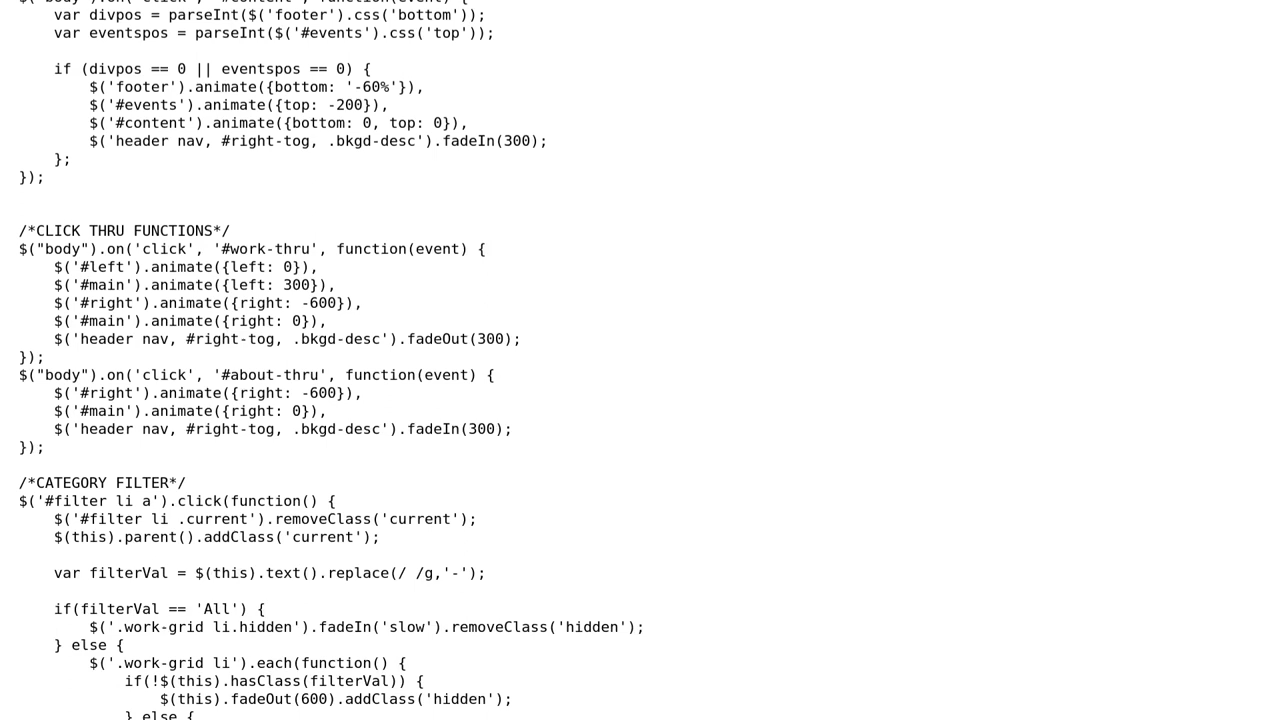 $("body").on('click', '#content', function(event) {
    var divpos = parseInt($('footer').css('bottom'));
    var eventspos = parseInt($('#events').css('top'));

    if (divpos == 0 || eventspos == 0) {
        $('footer').animate({bottom: '-60%'}),
        $('#events').animate({top: -200}),
        $('#content').animate({bottom: 0, top: 0}),
        $('header nav, #right-tog, .bkgd-desc').fadeIn(300);
    };
});


/*CLICK THRU FUNCTIONS*/
$("body").on('click', '#work-thru', function(event) {
    $('#left').animate({left: 0}),
    $('#main').animate({left: 300}),
    $('#right').animate({right: -600}),
    $('#main').animate({right: 0}),
    $('header nav, #right-tog, .bkgd-desc').fadeOut(300);
});
$("body").on('click', '#about-thru', function(event) {
    $('#right').animate({right: -600}),
    $('#main').animate({right: 0}),
    $('header nav, #right-tog, .bkgd-desc').fadeIn(300);
});

/*CATEGORY FILTER*/
$('#filter li a').click(function() {
    $('#filter li .current').removeClass('current');
    $(this).parent().addClass('current');

    var filterVal = $(this).text().replace(/ /g,'-');

    if(filterVal == 'All') {
        $('.work-grid li.hidden').fadeIn('slow').removeClass('hidden');
    } else {
        $('.work-grid li').each(function() {
            if(!$(this).hasClass(filterVal)) {
                $(this).fadeOut(600).addClass('hidden');
            } else {